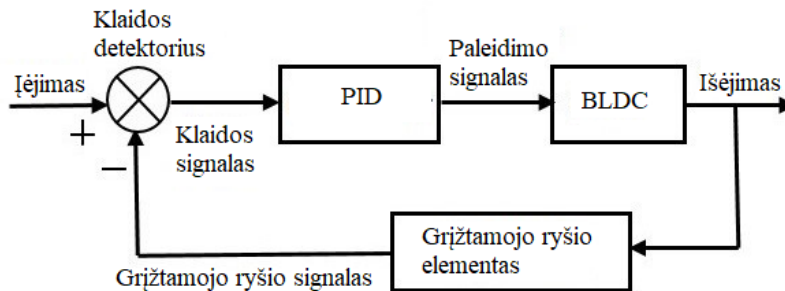 Klaidos
detektorius
Įėjimas
+
−
Klaidos
signalas
PID
Paleidimo
signalas
BLDC
Išėjimas
Grįžtamojo ryšio
elementas
Grįžtamojo ryšio signalas